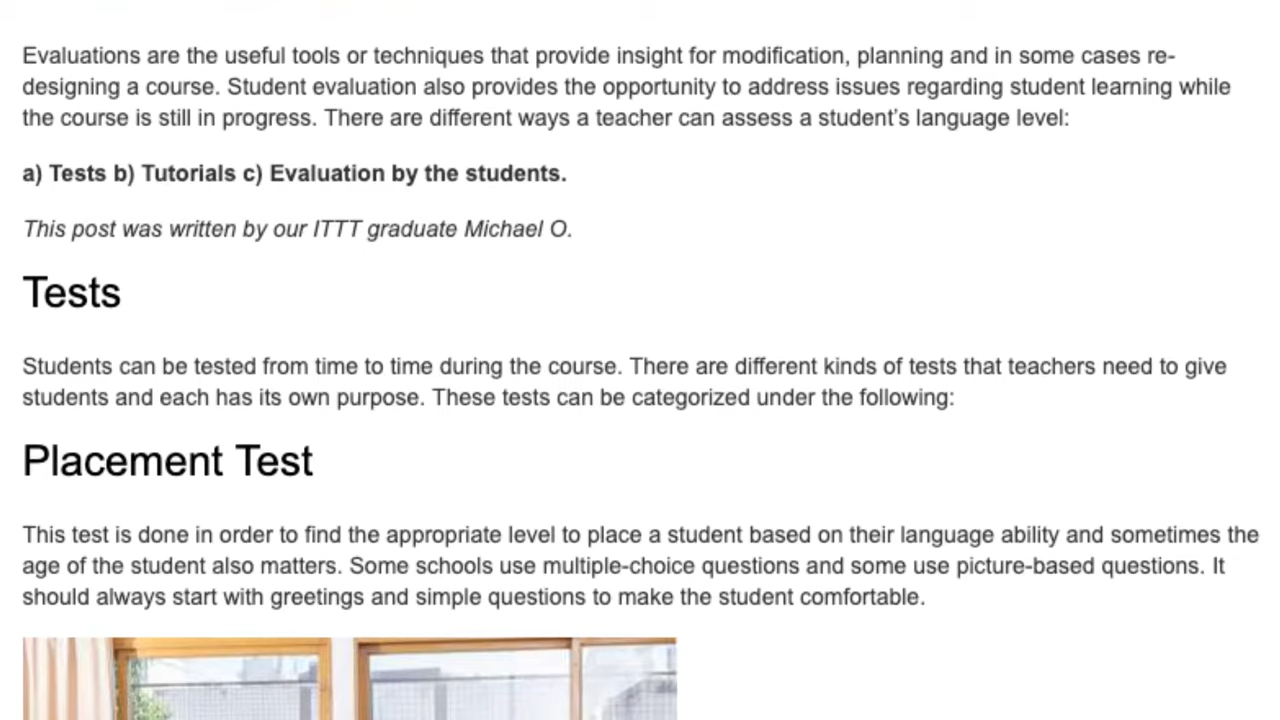 Evaluations are the useful tools or techniques that provide insight for modification, planning and in some cases re-
designing a course. Student evaluation also provides the opportunity to address issues regarding student learning while
the course is still in progress. There are different ways a teacher can assess a student's language level:
a) Tests b) Tutorials c) Evaluation by the students.
This post was written by our ITTT graduate Michael O.
Tests
Students can be tested from time to time during the course. There are different kinds of tests that teachers need to give
students and each has its own purpose. These tests can be categorized under the following:
Placement Test
This test is done in order to find the appropriate level to place a student based on their language ability and sometimes the
age of the student also matters. Some schools use multiple-choice questions and some use picture-based questions. It
should always start with greetings and simple questions to make the student comfortable.